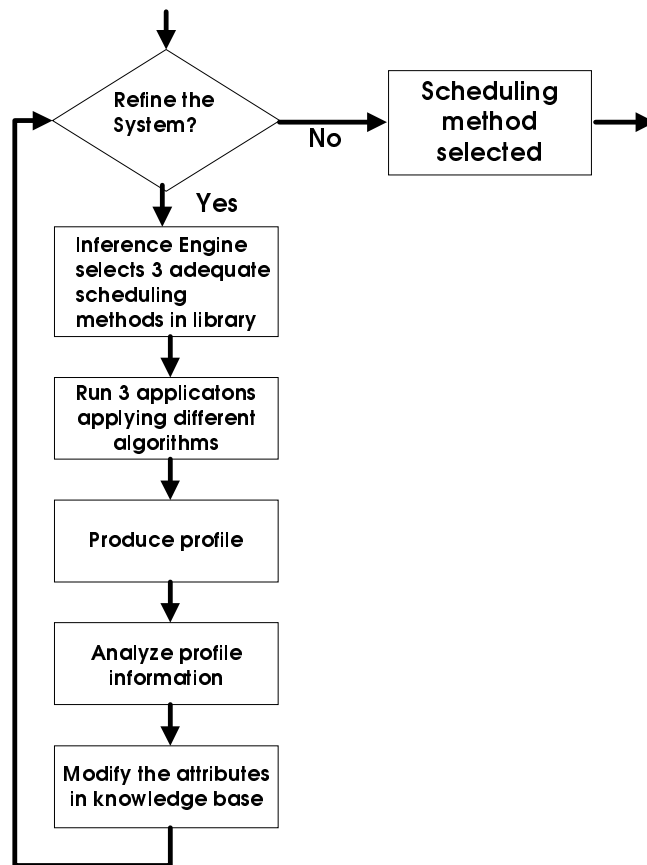 Refine the
System?
No
Scheduling
method
selected
Yes
Inference Engine
selects 3 adequate
scheduling
methods in library
Run 3 applicatons
applying different
algorithms
Produce profile
Analyze profile
information
Modify the attributes
in knowledge base